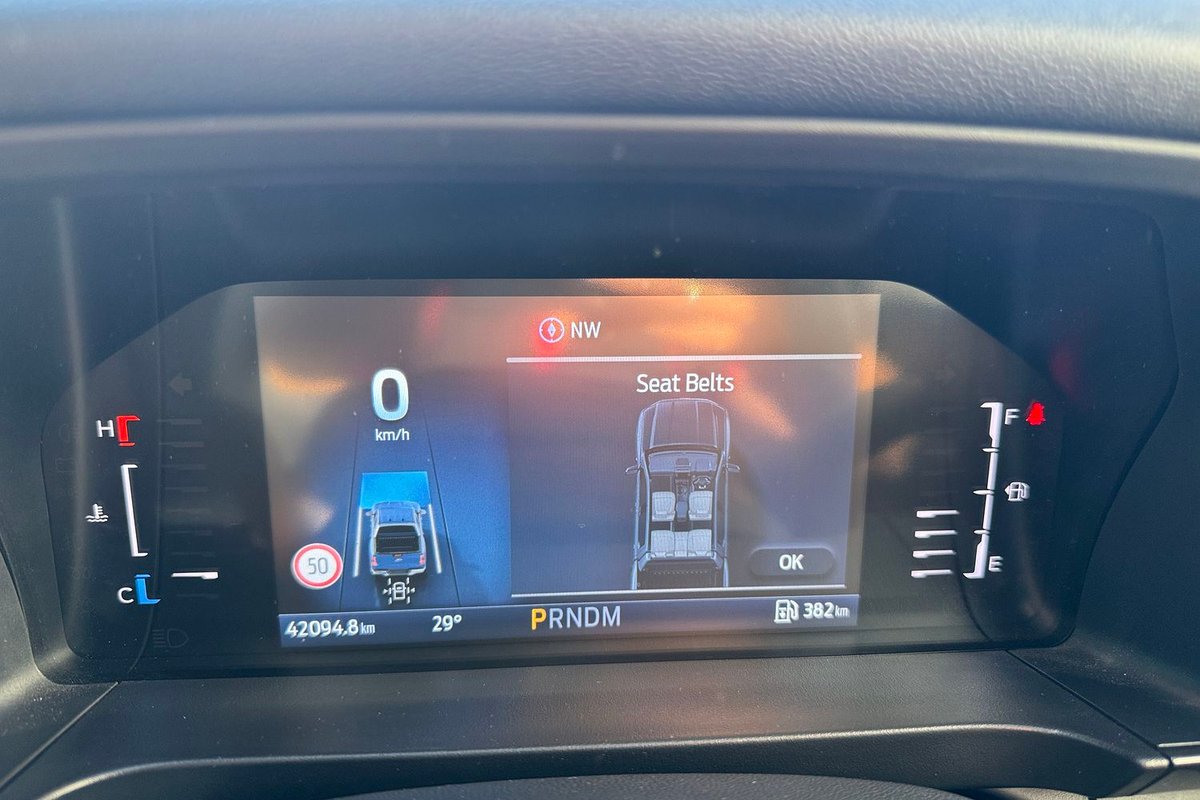 NW
0
km/h
Seat Belts
H
C
F
E
50
OK
42094.8 km
29°
PRNDM
382 km